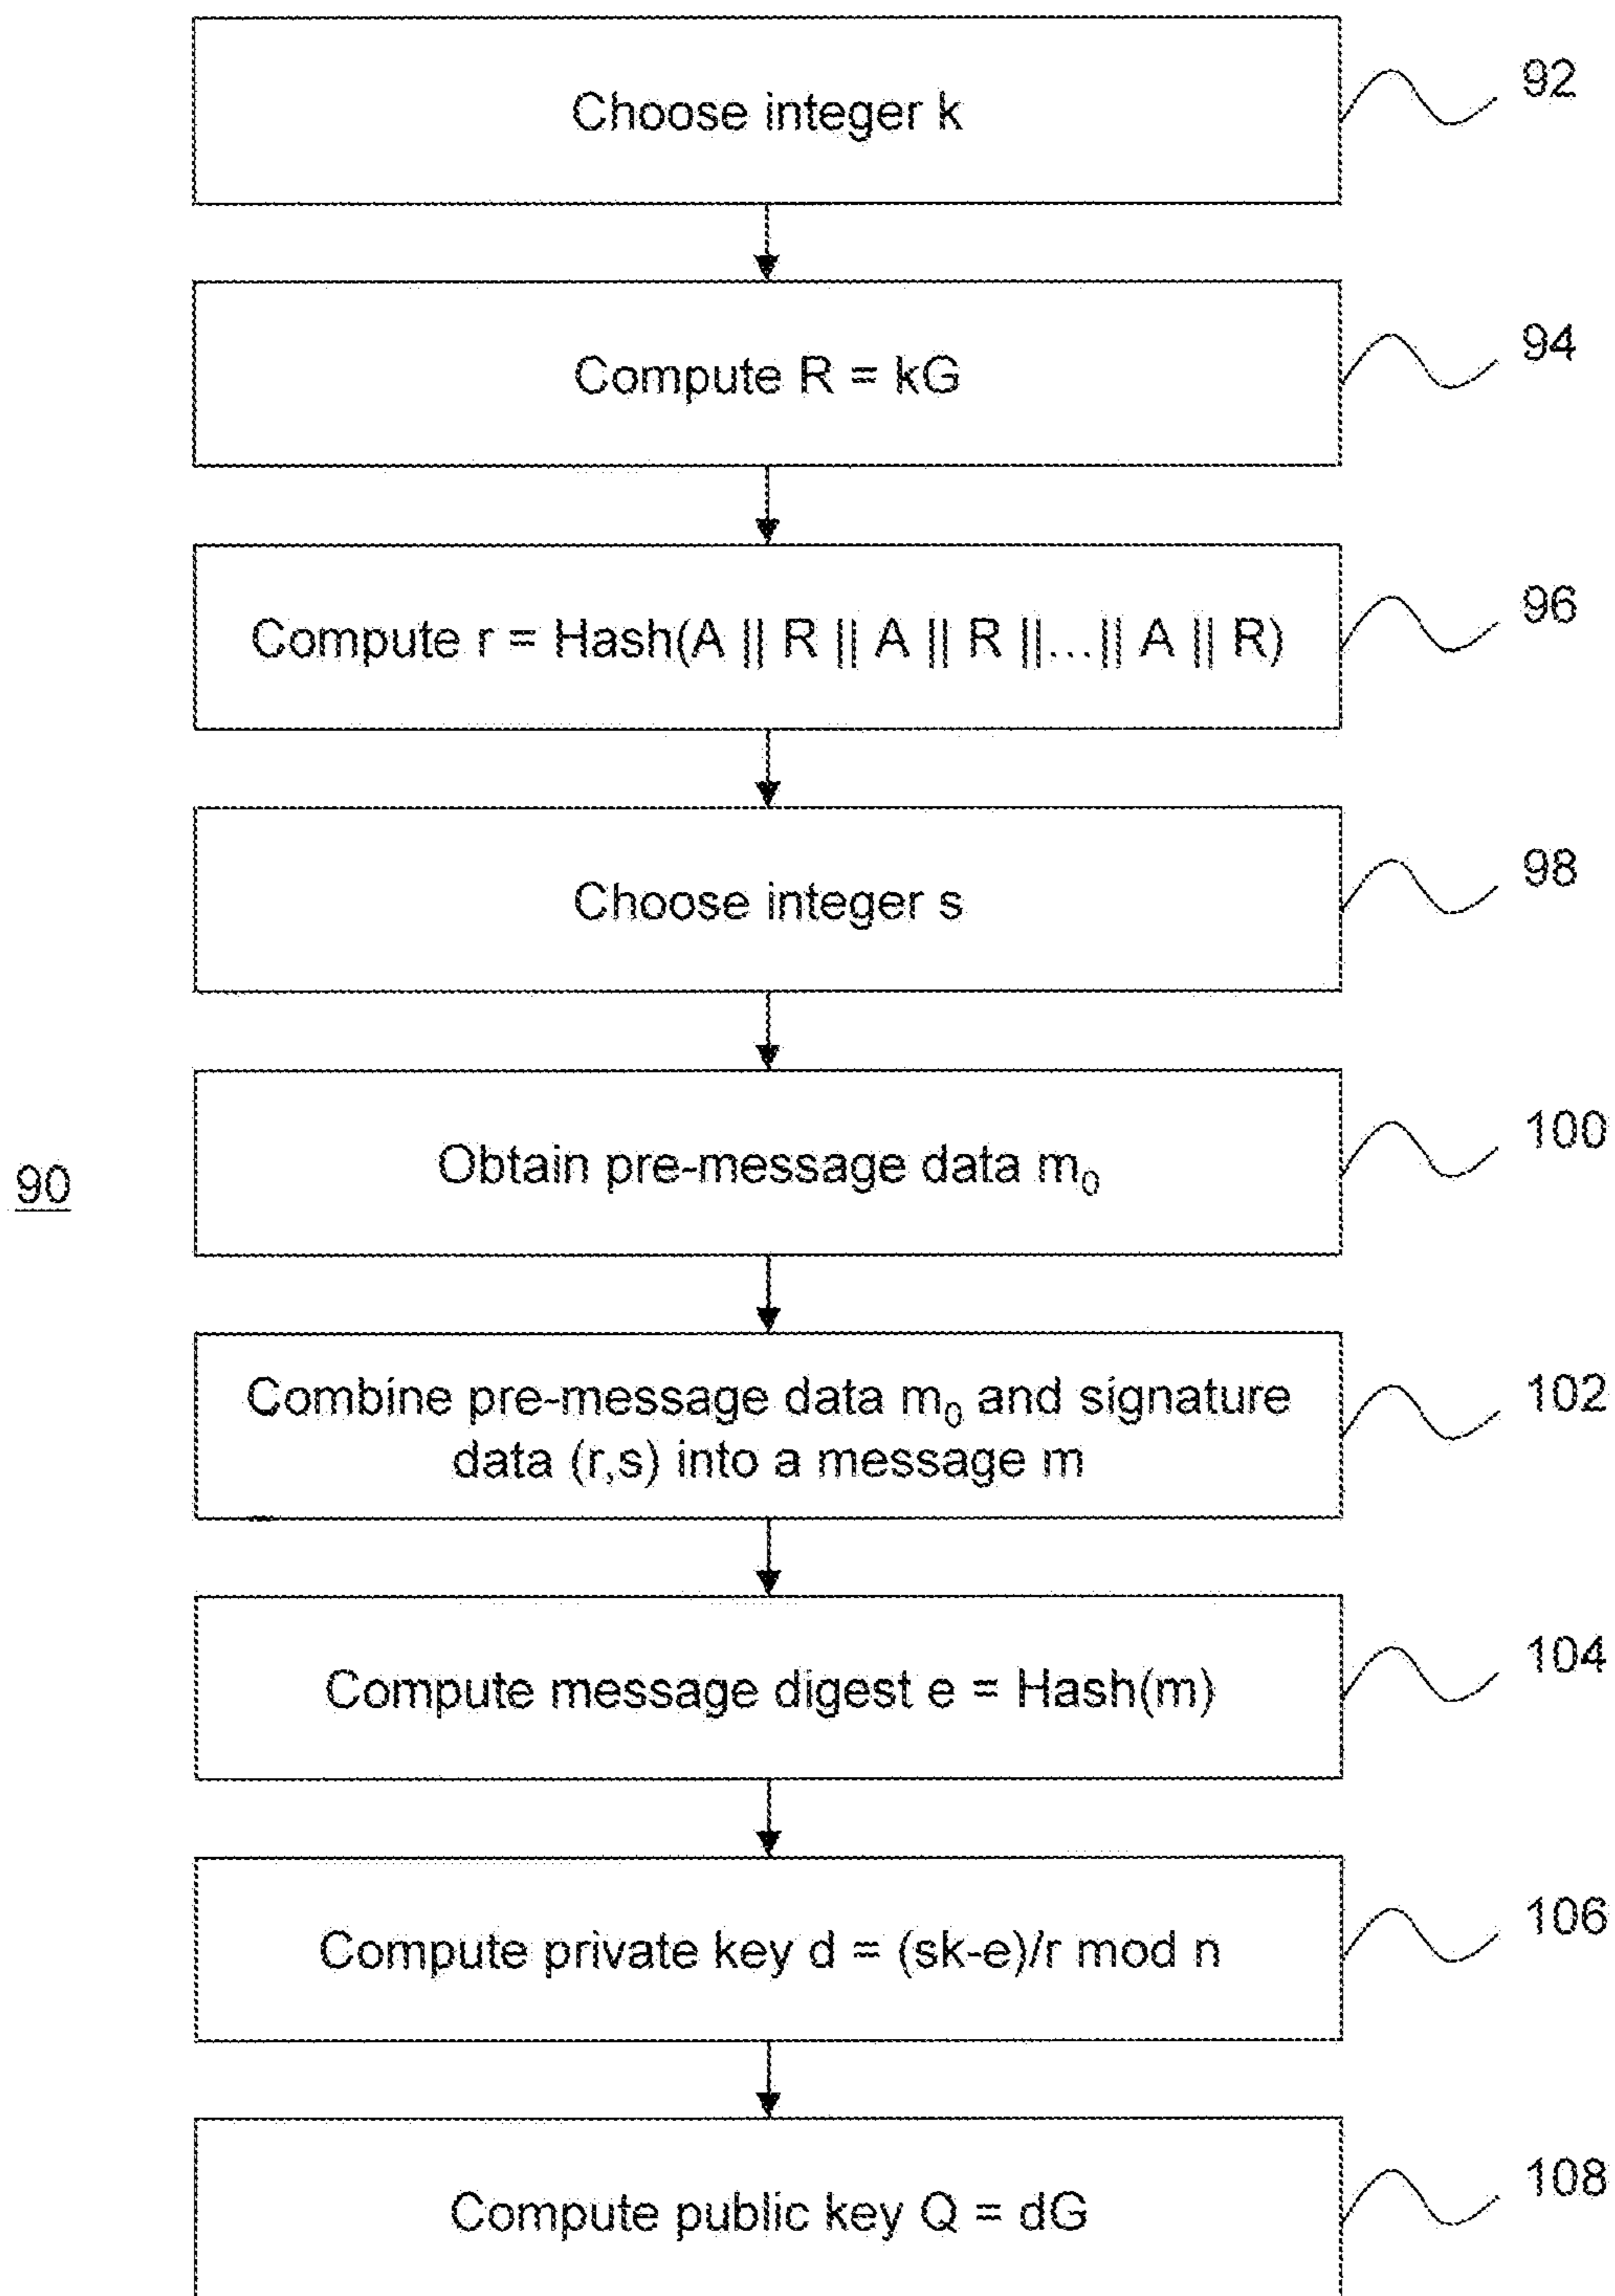 Choose integer k
92
Compute R = kG
94
Compute r = Hash(A || R || A || R ||...|| A || R)
96
Choose integer s
98
Obtain pre-message data m₀
100
90
Combine pre-message data m₀ and signature
data (r,s) into a message m
102
Compute message digest e = Hash(m)
104
Compute private key d = (sk-e)/r mod n
106
Compute public key Q = dG
108